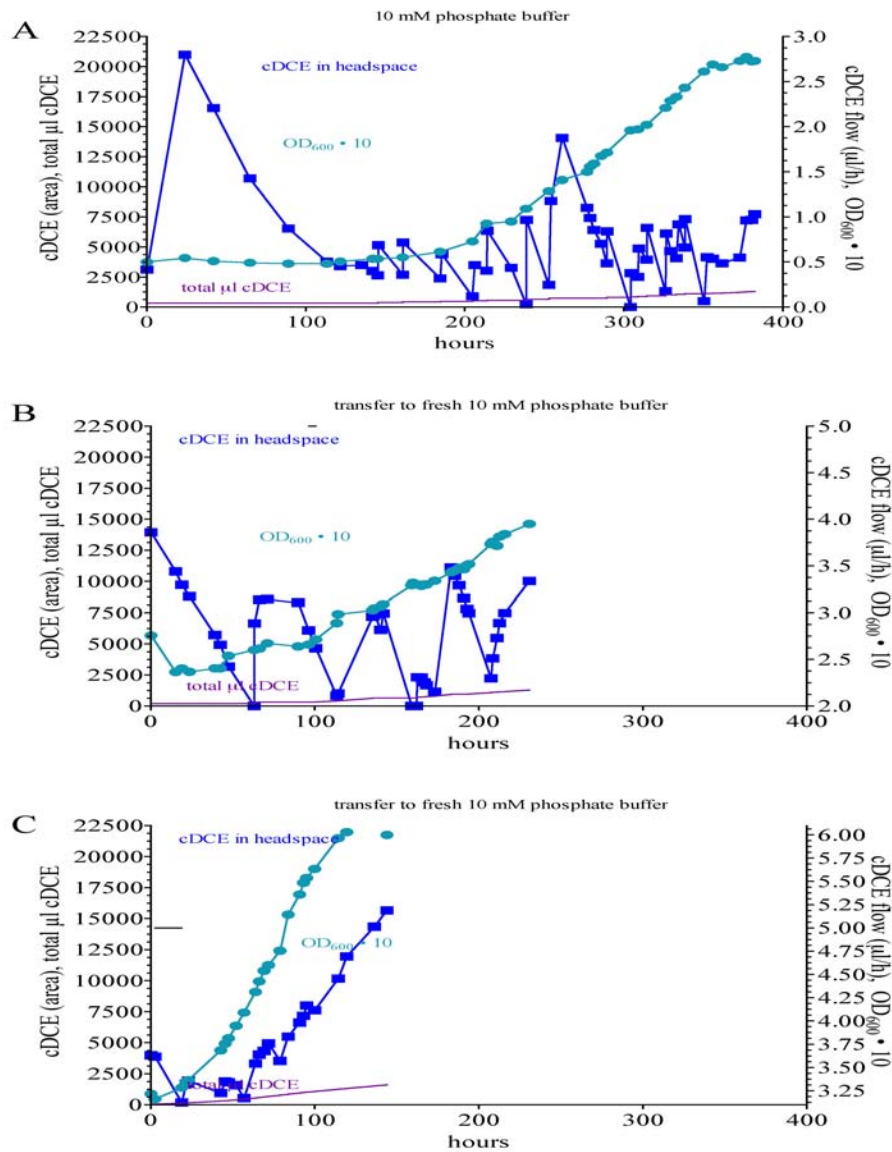 A
10 mm phosphate buffer
cDCE (area), total µl cDCE
22500
20000
17500
15000
12500
10000
7500
5000
2500
0
cDCE in headspace
OD600 • 10
total µl cDCE
3.0
2.5
2.0
1.5
1.0
0.5
0.0
cDCE flow (µl/h), OD600 • 10
0 100 200 300 400
hours
B
transfer to fresh 10 mM phosphate buffer
cDCE (area), total µl cDCE
22500
20000
17500
15000
12500
10000
7500
5000
2500
0
cDCE in headspace
OD600 • 10
total µl cDCE
5.0
4.5
4.0
3.5
3.0
2.5
2.0
cDCE flow (µl/h), OD600 • 10
0 100 200 300 400
hours
C
transfer to fresh 10 mM phosphate buffer
cDCE (area), total µl cDCE
22500
20000
17500
15000
12500
10000
7500
5000
2500
0
cDCE in headspace
OD600 • 10
total µl cDCE
6.00
5.75
5.50
5.25
5.00
4.75
4.50
4.25
4.00
3.75
3.50
3.25
cDCE flow (µl/h), OD600 • 10
0 100 200 300 400
hours